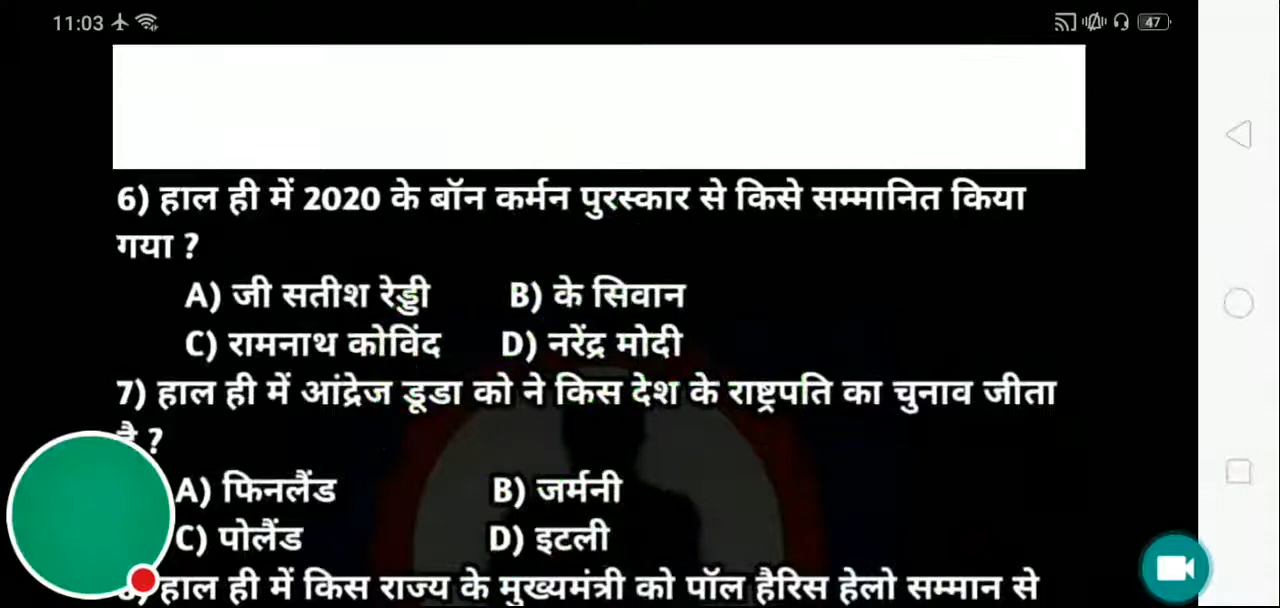 11:03
47
6) हाल ही में 2020 के बॉन कर्मन पुरस्कार से किसे सम्मानित किया
गया ?
A) जी सतीश रेड्डी B) के सिवान
C) रामनाथ कोविंद D) नरेंद्र मोदी
7) हाल ही में आंद्रेज डूडा को ने किस देश के राष्ट्रपति का चुनाव जीता
है ?
A) फिनलैंड B) जर्मनी
C) पोलैंड D) इटली
हाल ही में किस राज्य के मुख्यमंत्री को पॉल हैरिस हेलो सम्मान से